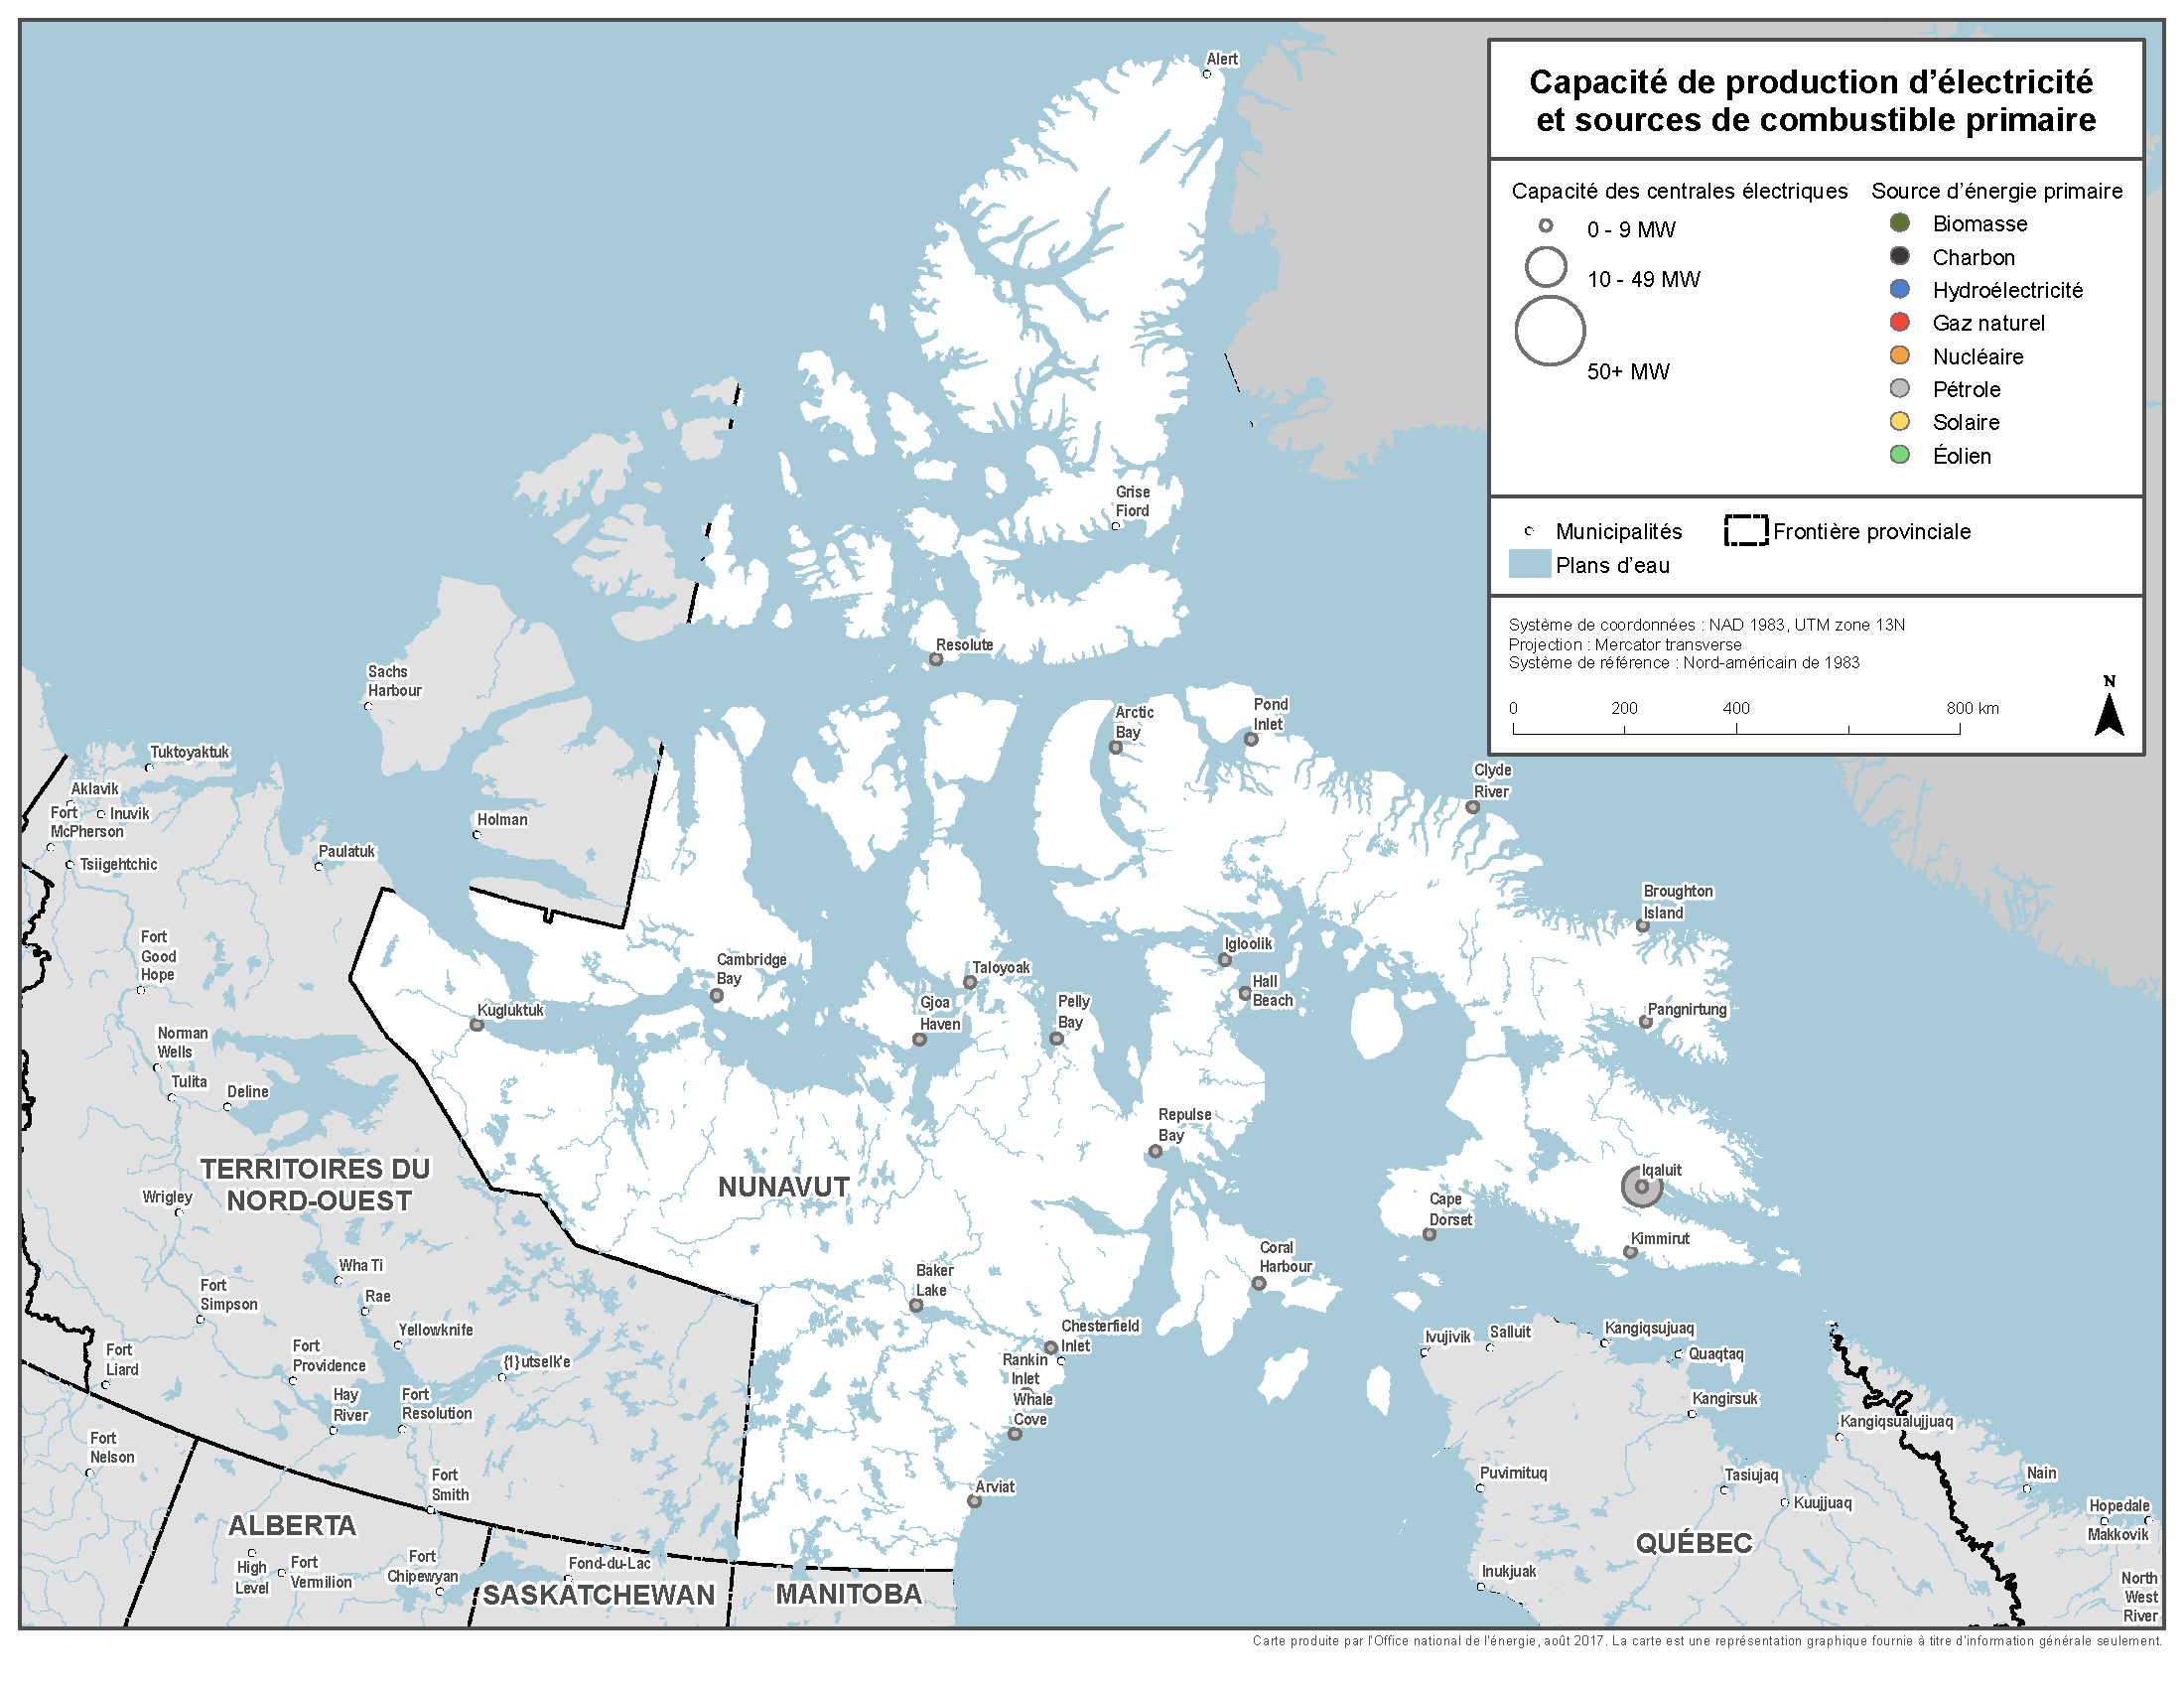 Capacité de production d'électricité
et sources de combustible primaire
Capacité des centrales électriques
0 - 9 MW
10 - 49 MW
50+ MW
Source d'énergie primaire
Biomasse
Charbon
Hydroélectricité
Gaz naturel
Nucléaire
Pétrole
Solaire
Éolien
Municipalités
Frontière provinciale
Plans d'eau
Système de coordonnées : NAD 1983, UTM zone 13N
Projection : Mercator transverse
Système de référence : Nord-américain de 1983
N
0 200 400 800 km
Alert
Grise
Fiord
Resolute
Sachs
Harbour
Arctic
Bay
Pond
Inlet
Tuktoyaktuk
Clyde
River
Aklavik
Inuvik
Fort
McPherson
Holman
Paulatuk
Tsiigehtchic
Broughton
Island
Fort
Good
Hope
Igloolik
Cambridge
Bay
Taloyoak
Hall
Beach
Kugluktuk
Gjoa
Haven
Pelly
Bay
Pangnirtung
Norman
Wells
Tulita
Deline
Repulse
Bay
TERRITOIRES DU
NORD-OUEST
NUNAVUT
Iqaluit
Wrigley
Cape
Dorset
Kimmirut
Coral
Harbour
Wha Ti
Rae
Fort
Simpson
Baker
Lake
Yellowknife
Chesterfield
Inlet
Rankin
Inlet
Whale
Cove
Fort
Liard
Fort
Providence
{1}utselk'e
Hay
River
Fort
Resolution
Ivujivik
Salluit
Kangiqsujuaq
Quaqtaq
Kangirsuk
Kangiqsualujjuaq
Fort
Nelson
Fort
Smith
Arviat
Puvirnituq
Tasiujaq
Kuujjuaq
Nain
Hopedale
Makkovik
ALBERTA
High
Level
Fort
Vermilion
Fort
Chipewyan
Fond-du-Lac
SASKATCHEWAN
MANITOBA
QUÉBEC
Inukjuak
North
West
River
Carte produite par l'Office national de l'énergie, août 2017. La carte est une représentation graphique fournie à titre d'information générale seulement.